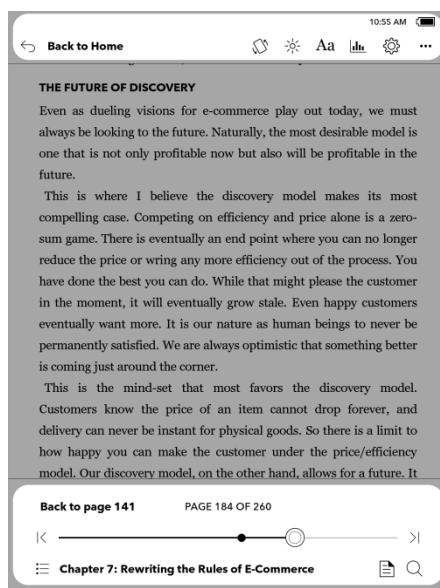 10:55 AM
Back to Home
Aa
THE FUTURE OF DISCOVERY
Even as dueling visions for e-commerce play out today, we must
always be looking to the future. Naturally, the most desirable model is
one that is not only profitable now but also will be profitable in the
future.
This is where I believe the discovery model makes its most
compelling case. Competing on efficiency and price alone is a zero-
sum game. There is eventually an end point where you can no longer
reduce the price or wring any more efficiency out of the process. You
have done the best you can do. While that might please the customer
in the moment, it will eventually grow stale. Even happy customers
eventually want more. It is our nature as human beings to never be
permanently satisfied. We are always optimistic that something better
is coming just around the corner.
This is the mind-set that most favors the discovery model.
Customers know the price of an item cannot drop forever, and
delivery can never be instant for physical goods. So there is a limit to
how happy you can make the customer under the price/efficiency
model. Our discovery model, on the other hand, allows for a future. It
Back to page 141
PAGE 184 OF 260
Chapter 7: Rewriting the Rules of E-Commerce